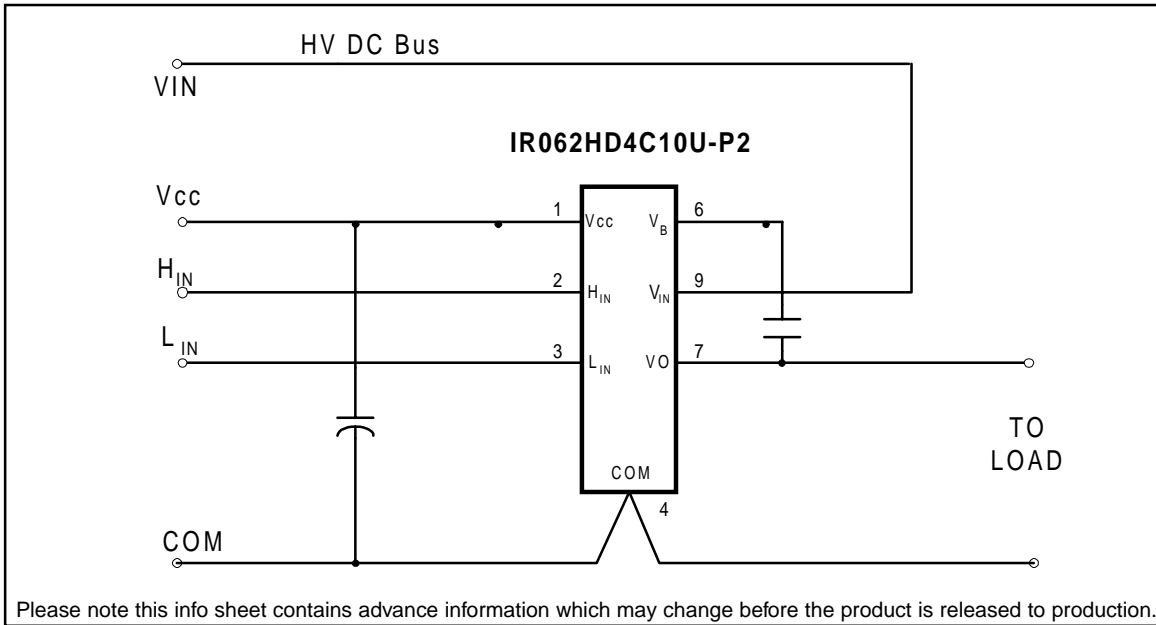 HV DC Bus
VIN
IR062HD4C10U-P2
Vcc
1
Vcc
VB
6
HIN
2
HIN
VIN
9
LIN
3
LIN
VO
7
TO
LOAD
COM
4
COM
Please note this info sheet contains advance information which may change before the product is released to production.